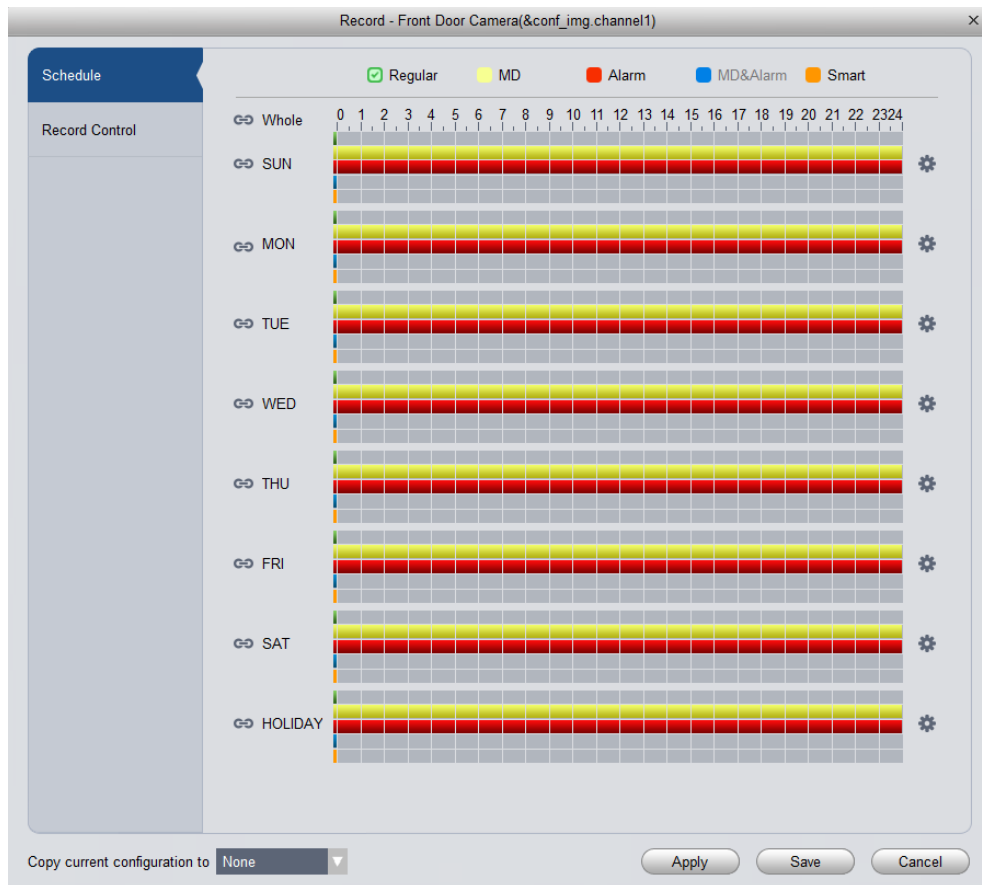 Record - Front Door Camera(&conf_img.channel1)
Schedule
Record Control
Regular MD Alarm MD&Alarm Smart
Whole 0 1 2 3 4 5 6 7 8 9 10 11 12 13 14 15 16 17 18 19 20 21 22 2324
SUN
MON
TUE
WED
THU
FRI
SAT
HOLIDAY
Copy current configuration to None Apply Save Cancel